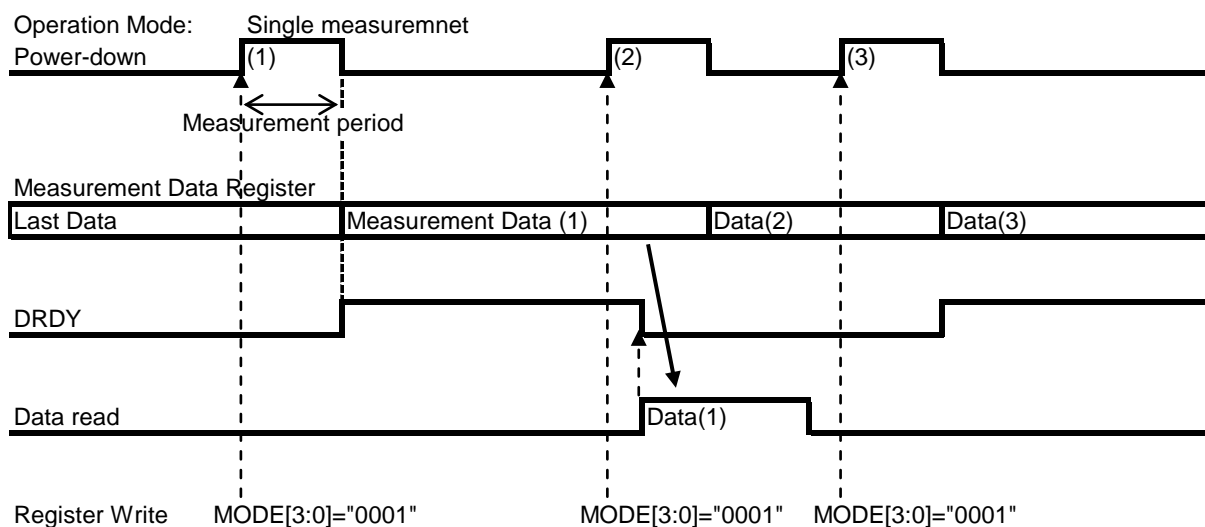 Operation Mode: Single measuremnet
Power-down
(1) (2) (3)
Measurement period
Measurement Data Register
Last Data Measurement Data (1) Data(2) Data(3)
DRDY
Data read Data(1)
Register Write MODE[3:0]="0001" MODE[3:0]="0001" MODE[3:0]="0001"